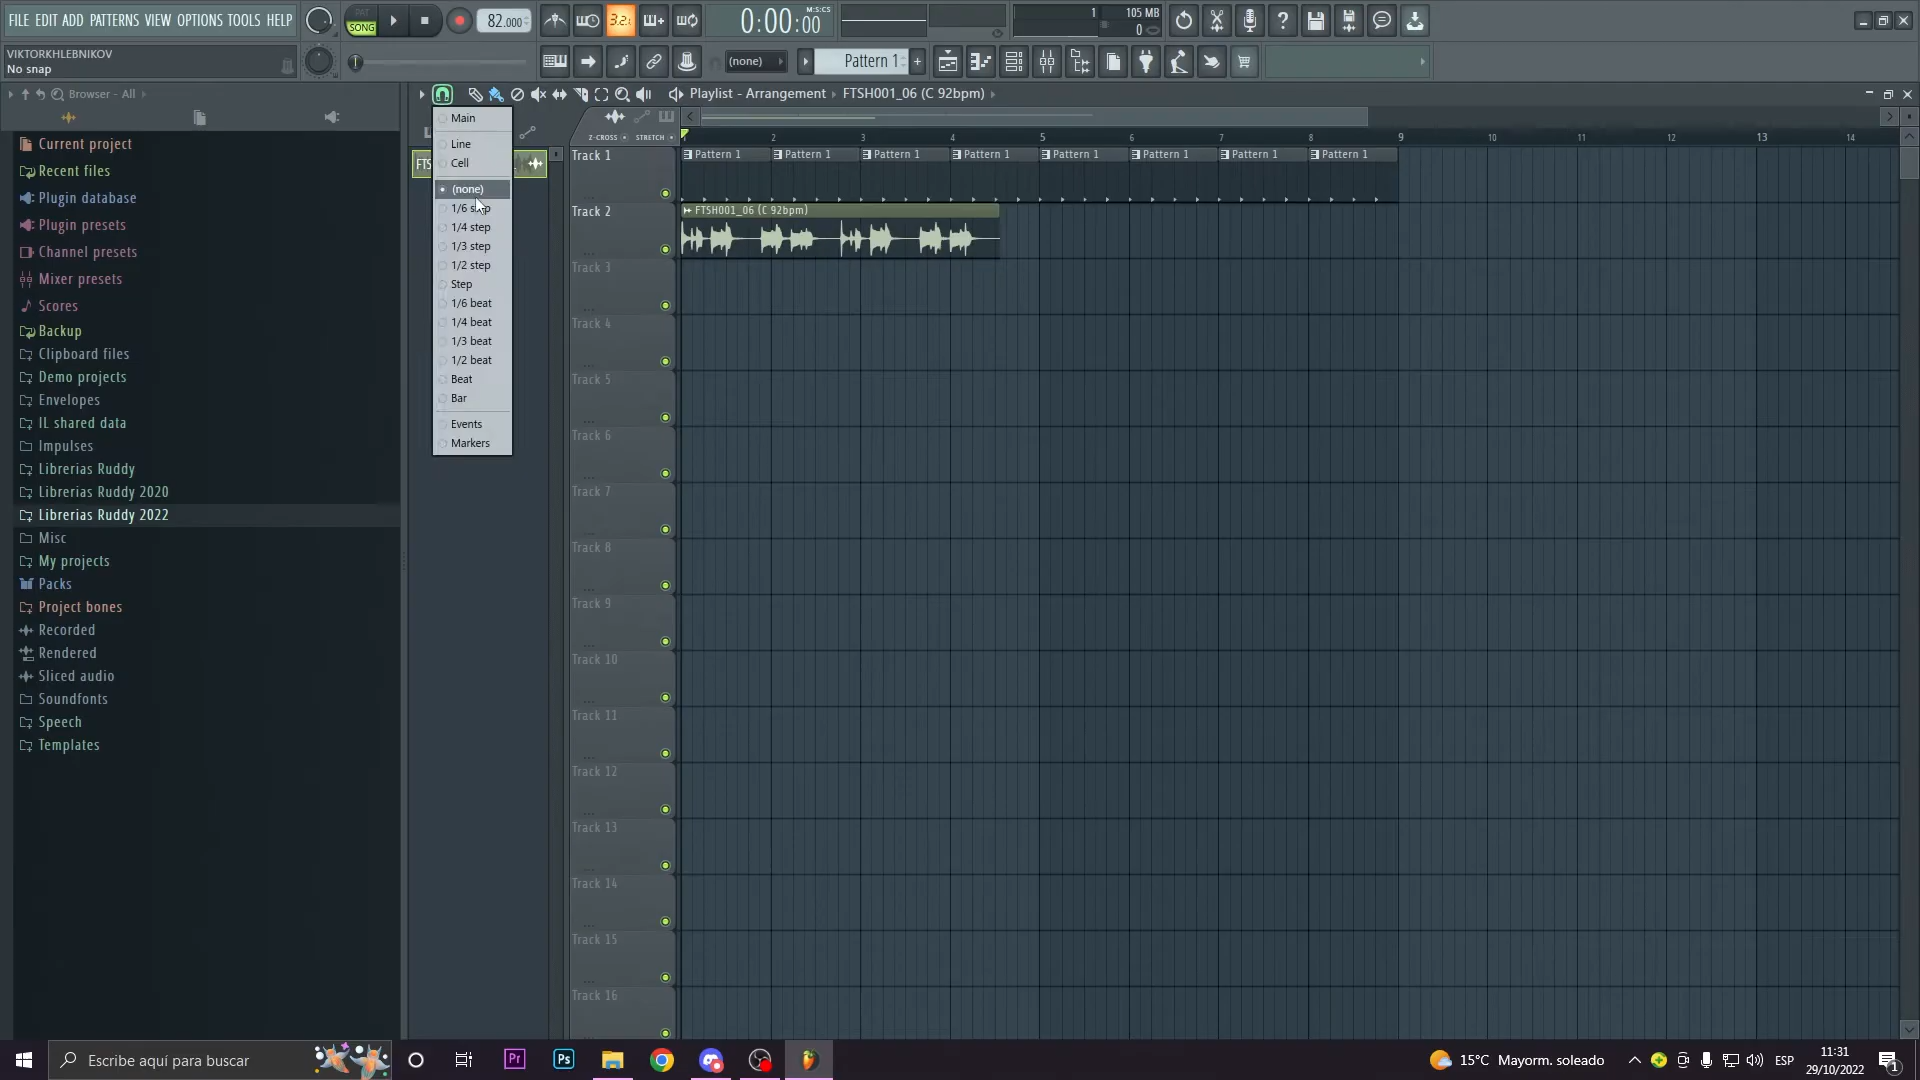 FILE EDIT ADD PATTERNS VIEW OPTIONS TOOLS HELP
PAT
SONG
82.000
3.2.
0:00:00
M:S:CS
1
105 MB
0
VIKTORKHLEBNIKOV
No snap
(none)
Pattern 1
Browser - All
Playlist - Arrangement
FTSH001_06 (C 92bpm)
Current project
Recent files
Plugin database
Plugin presets
Channel presets
Mixer presets
Scores
Backup
Clipboard files
Demo projects
Envelopes
IL shared data
Impulses
Librerias Ruddy
Librerias Ruddy 2020
Librerias Ruddy 2022
Misc
My projects
Packs
Project bones
Recorded
Rendered
Sliced audio
Soundfonts
Speech
Templates
Main
Line
Cell
(none)
1/6 step
1/4 step
1/3 step
1/2 step
Step
1/6 beat
1/4 beat
1/3 beat
1/2 beat
Beat
Bar
Events
Markers
Z-CROSS
STRETCH
2 3 4 5 6 7 8 9 10 11 12 13 14
Track 1
Pattern 1 Pattern 1 Pattern 1 Pattern 1 Pattern 1 Pattern 1 Pattern 1 Pattern 1
Track 2
FTSH001_06 (C 92bpm)
Track 3
Track 4
Track 5
Track 6
Track 7
Track 8
Track 9
Track 10
Track 11
Track 12
Track 13
Track 14
Track 15
Track 16
Escribe aquí para buscar
Pr
Ps
15°C Mayorm. soleado
ESP
11:31
29/10/2022
1